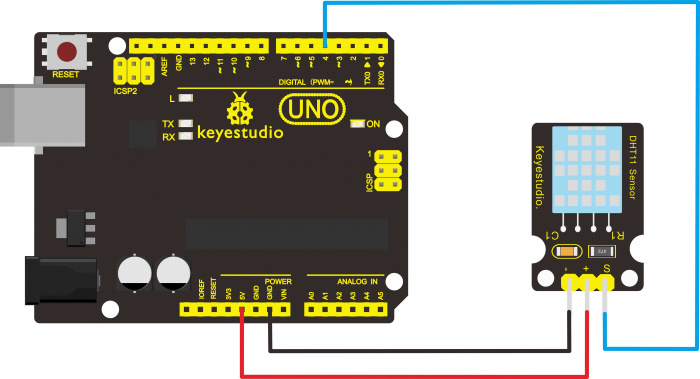 RESET
ICSP2
AREF
GND
13
12
~11
~10
~9
8
7
~6
~5
4
~3
2
TX0▶1
RX0◀0
DIGITAL (PWM= ~)
L
TX
RX
keyestudio
UNO
ON
1
ICSP
POWER
ANALOG IN
IOREF
RESET
3V3
5V
GND
GND
VIN
A0
A1
A2
A3
A4
A5
Keyestudio.
DHT11 Sensor
C1
R1
-
+
S